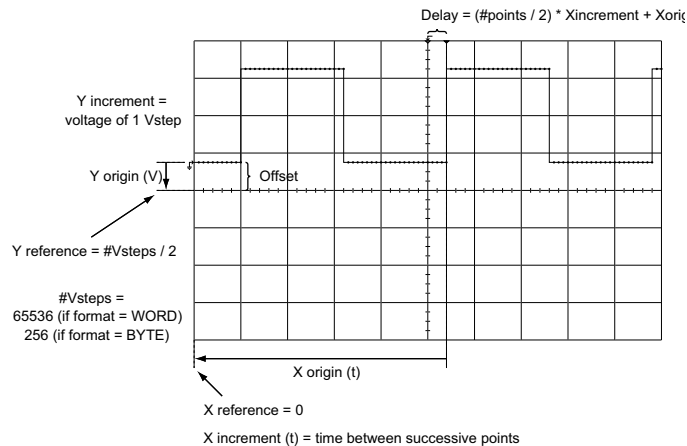 Delay = (#points / 2) * Xincrement + Xorig
Y increment =
voltage of 1 Vstep
Y origin (V)
Offset
Y reference = #Vsteps / 2
#Vsteps =
65536 (if format = WORD)
256 (if format = BYTE)
X origin (t)
X reference = 0
X increment (t) = time between successive points